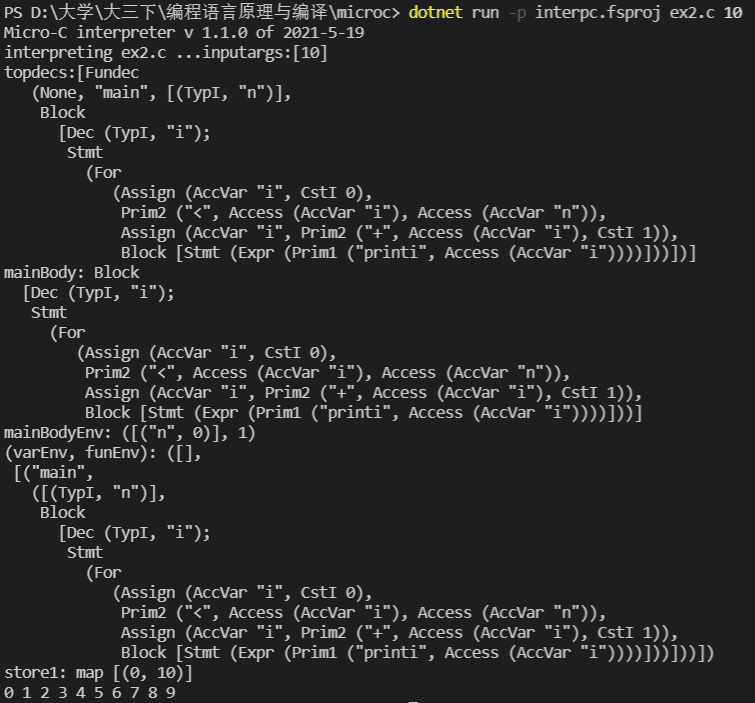 PS D:\大学\大三下\编程语言原理与编译\microc> dotnet run -p interpc.fsproj ex2.c 10
Micro-C interpreter v 1.1.0 of 2021-5-19
interpreting ex2.c ...inputargs:[10]
topdecs:[Fundec
   (None, "main", [(TypI, "n")],
    Block
      [Dec (TypI, "i");
       Stmt
         (For
            (Assign (AccVar "i", CstI 0),
             Prim2 ("<", Access (AccVar "i"), Access (AccVar "n")),
             Assign (AccVar "i", Prim2 ("+", Access (AccVar "i"), CstI 1)),
             Block [Stmt (Expr (Prim1 ("printi", Access (AccVar "i"))))]))])]
mainBody: Block
  [Dec (TypI, "i");
   Stmt
     (For
        (Assign (AccVar "i", CstI 0),
         Prim2 ("<", Access (AccVar "i"), Access (AccVar "n")),
         Assign (AccVar "i", Prim2 ("+", Access (AccVar "i"), CstI 1)),
         Block [Stmt (Expr (Prim1 ("printi", Access (AccVar "i"))))]))]
mainBodyEnv: ([("n", 0)], 1)
(varEnv, funEnv): ([],
 [("main",
   ([(TypI, "n")],
    Block
      [Dec (TypI, "i");
       Stmt
         (For
            (Assign (AccVar "i", CstI 0),
             Prim2 ("<", Access (AccVar "i"), Access (AccVar "n")),
             Assign (AccVar "i", Prim2 ("+", Access (AccVar "i"), CstI 1)),
             Block [Stmt (Expr (Prim1 ("printi", Access (AccVar "i"))))]))]))])
store1: map [(0, 10)]
0 1 2 3 4 5 6 7 8 9